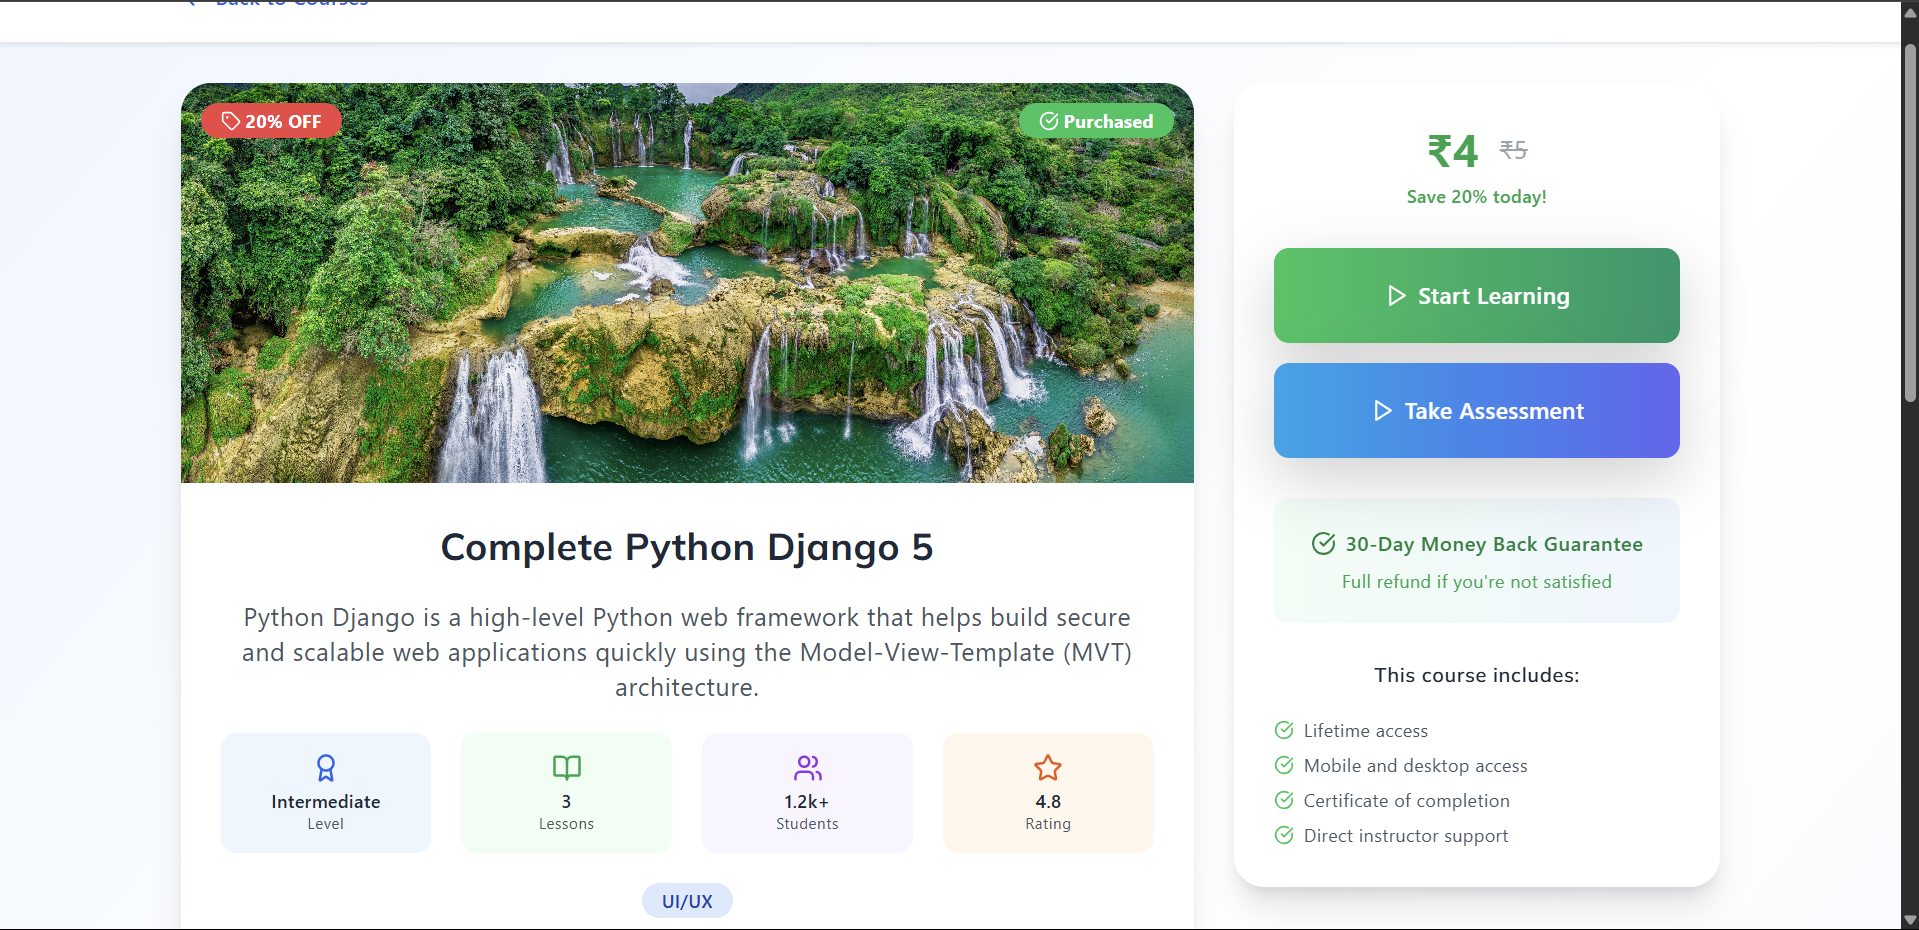 Back to Courses
20% OFF
Purchased
Complete Python Django 5
Python Django is a high-level Python web framework that helps build secure
and scalable web applications quickly using the Model-View-Template (MVT)
architecture.
Intermediate
Level
3
Lessons
1.2k+
Students
4.8
Rating
UI/UX
₹4 ₹5
Save 20% today!
Start Learning
Take Assessment
30-Day Money Back Guarantee
Full refund if you're not satisfied
This course includes:
Lifetime access
Mobile and desktop access
Certificate of completion
Direct instructor support